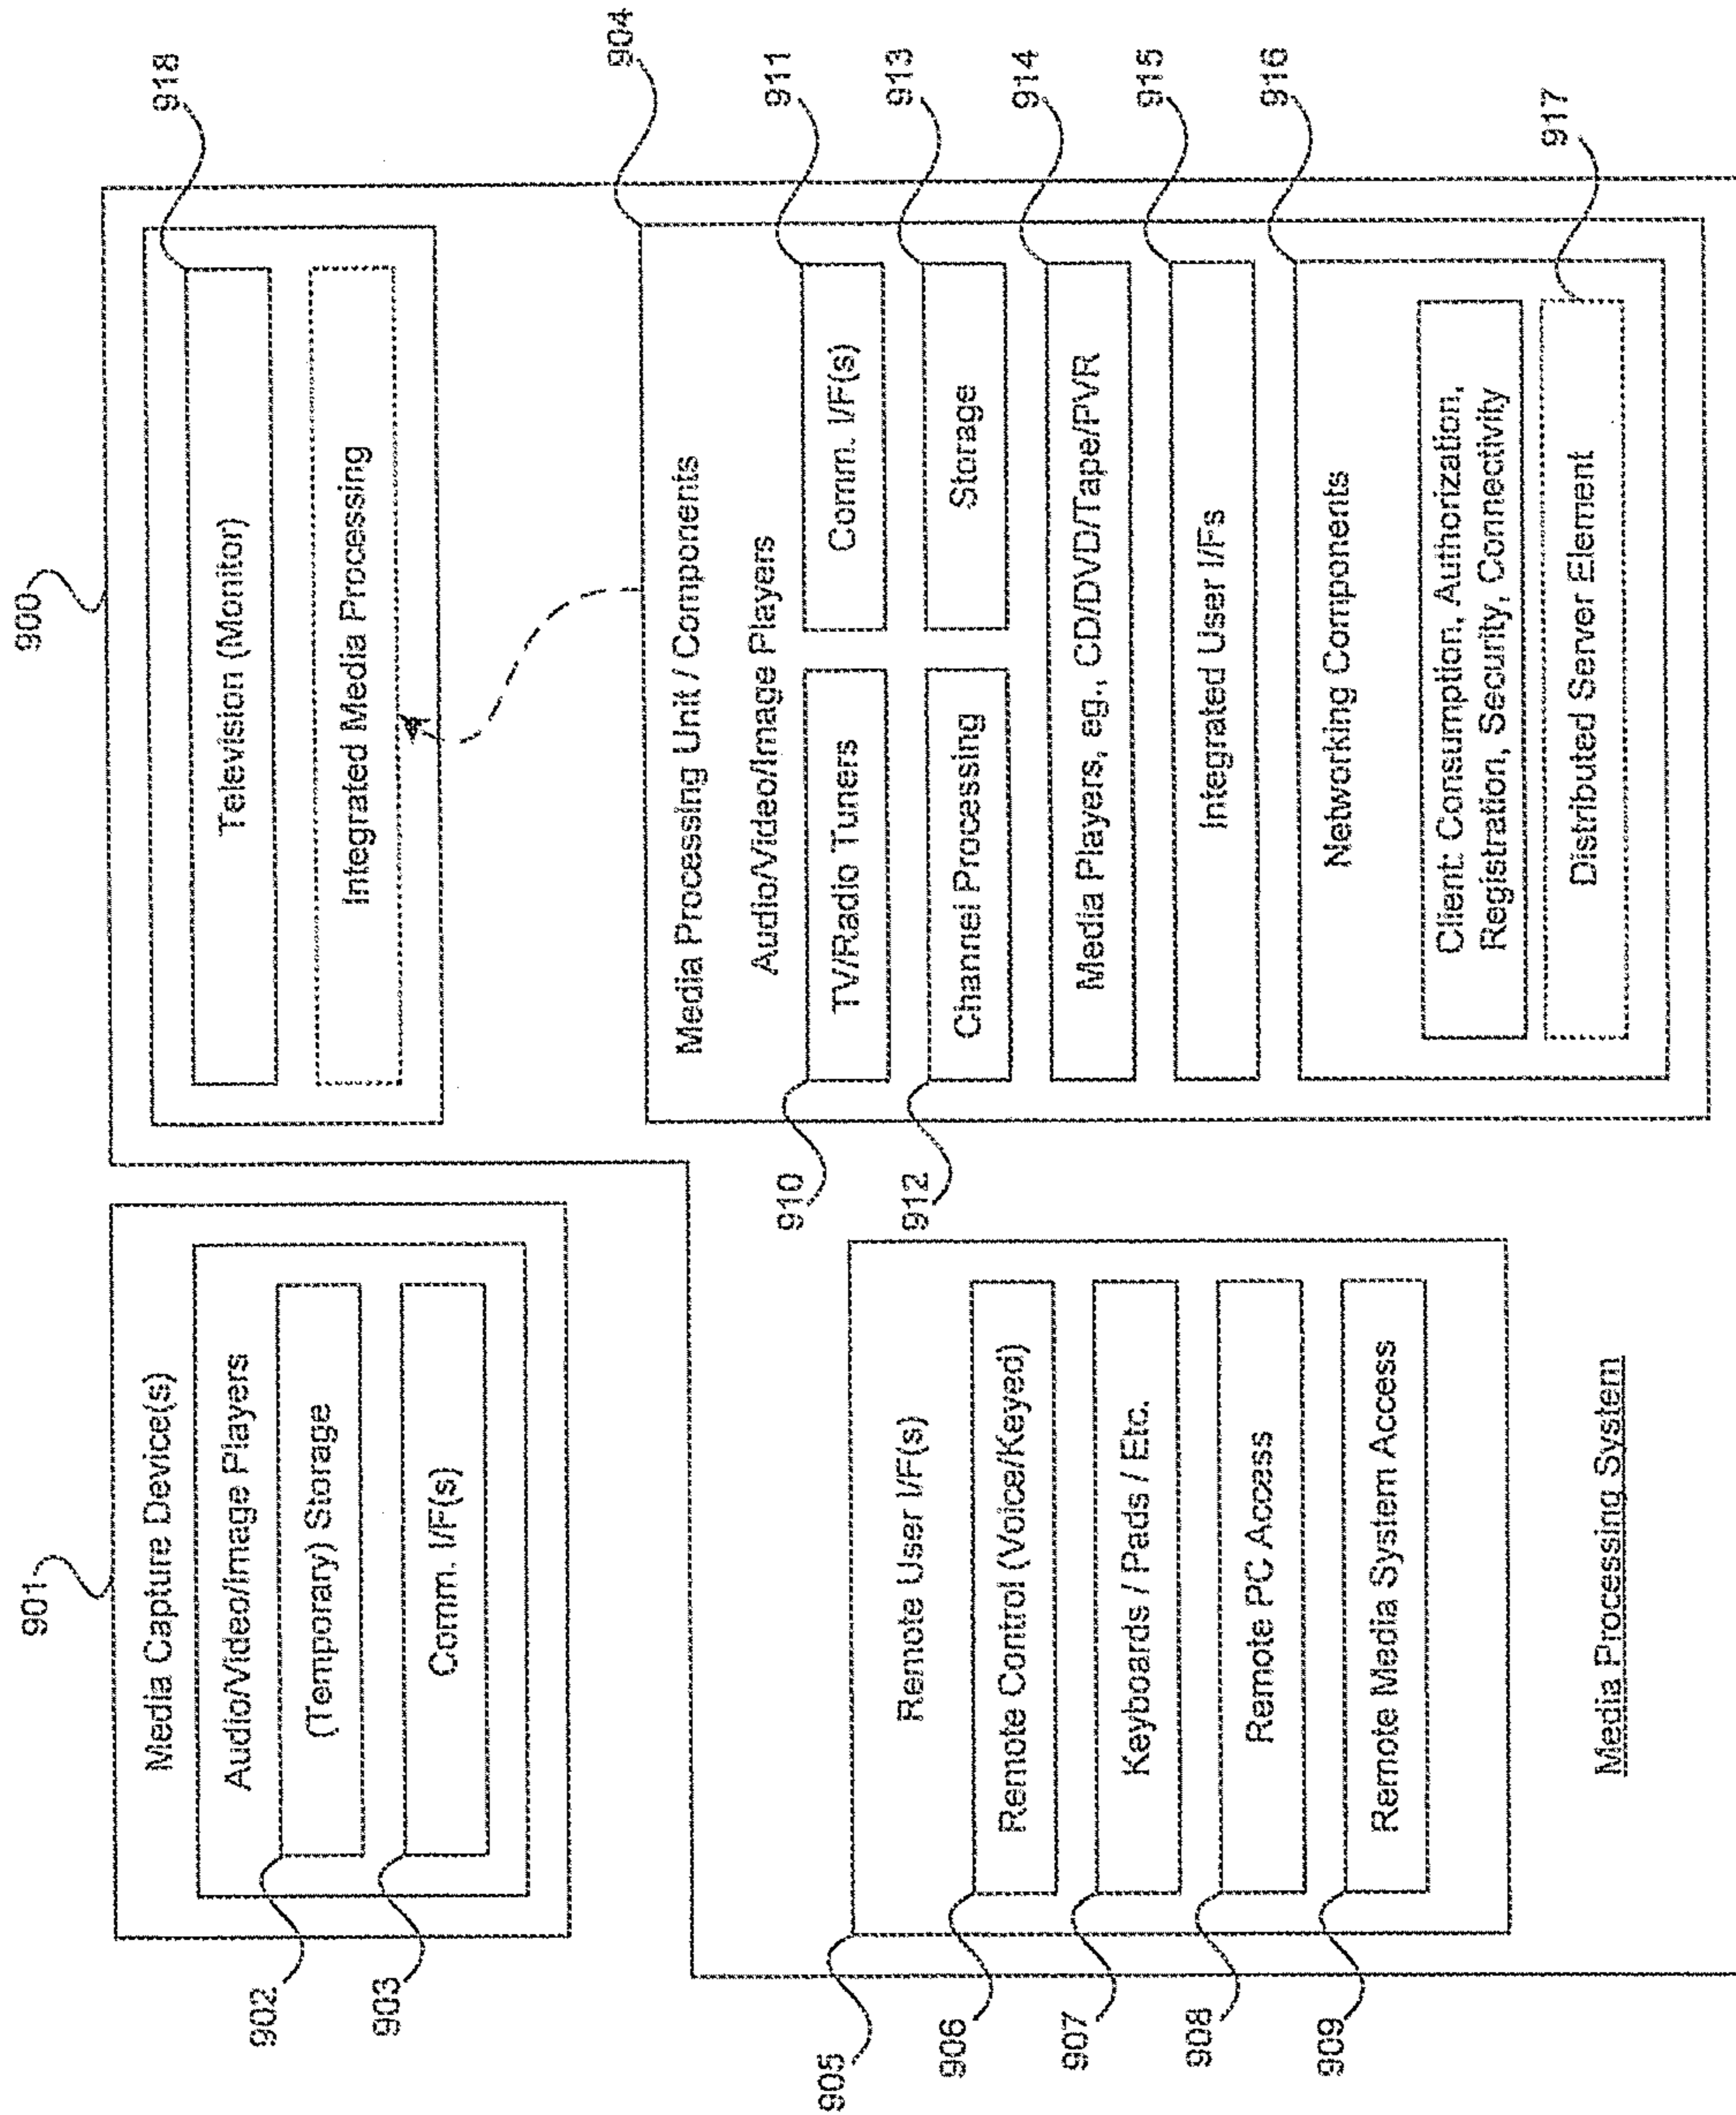 901
Media Capture Device(s)
Audio/Video/Image Players
(Temporary) Storage
Comm. I/F(s)
902
903
900
918
Television (Monitor)
Integrated Media Processing
904
Media Processing Unit / Components
Audio/Video/Image Players
910
TV/Radio Tuners
Comm. I/F(s)
911
912
Channel Processing
Storage
913
Media Players, eg., CD/DVD/Tape/PVR
914
Integrated User I/Fs
915
Networking Components
916
Client: Consumption, Authorization,
Registration, Security, Connectivity
Distributed Server Element
917
905
Remote User I/F(s)
906
Remote Control (Voice/Keyed)
907
Keyboards / Pads / Etc.
908
Remote PC Access
909
Remote Media System Access
Media Processing System